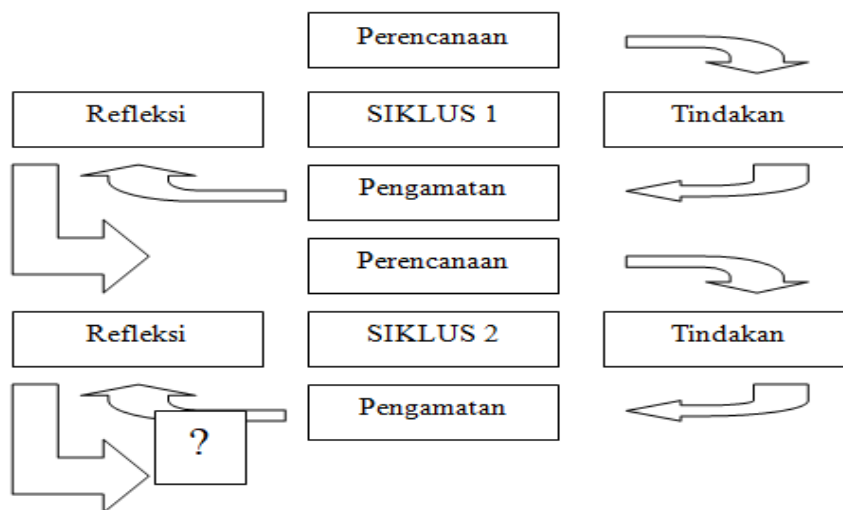 Perencanaan
Refleksi
SIKLUS 1
Tindakan
Pengamatan
Perencanaan
Refleksi
SIKLUS 2
Tindakan
Pengamatan
?